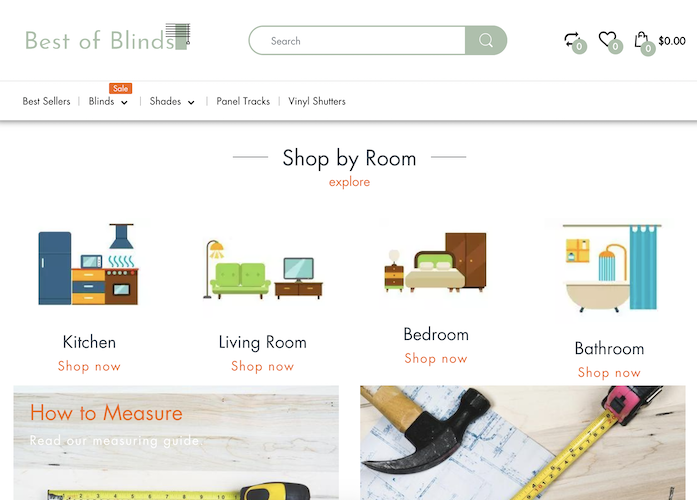 Best of Blinds
Search
0
0
0
$0.00
Sale
Best Sellers
Blinds
Shades
Panel Tracks
Vinyl Shutters
Shop by Room
explore
Kitchen
Shop now
Living Room
Shop now
Bedroom
Shop now
Bathroom
Shop now
How to Measure
Read our measuring guide